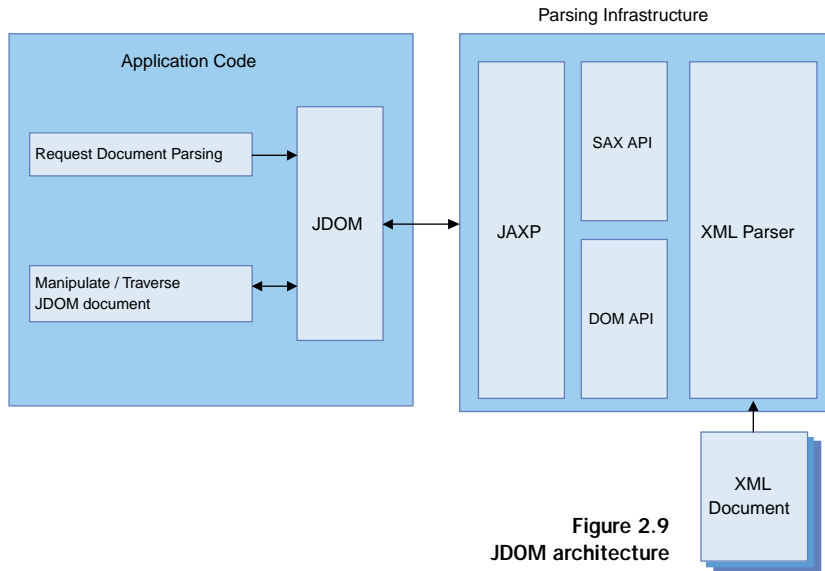 Parsing Infrastructure
Application Code
Request Document Parsing
Manipulate / Traverse
JDOM document
JDOM
JAXP
SAX API
DOM API
XML Parser
XML
Document
Figure 2.9
JDOM architecture